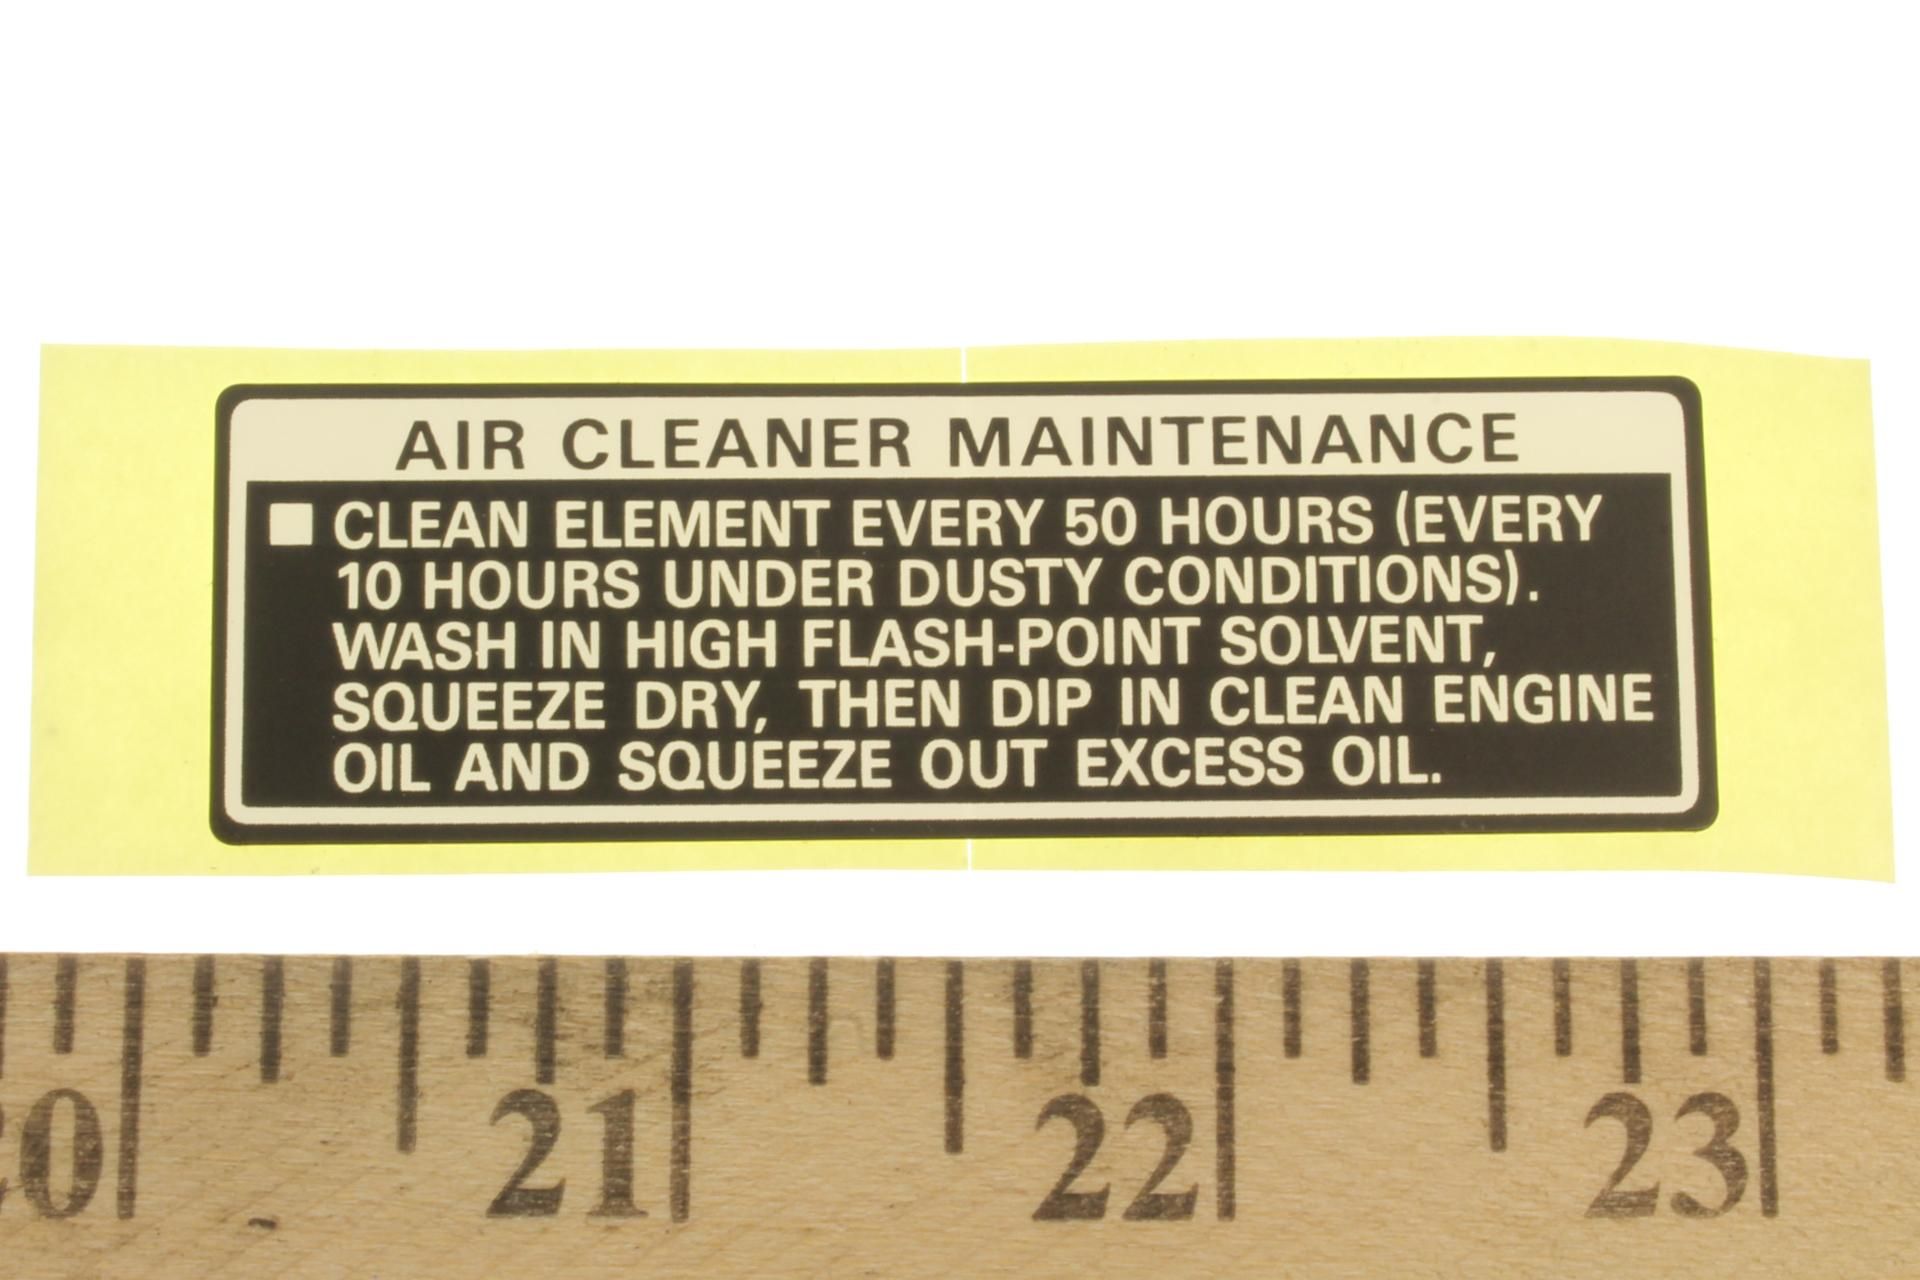 AIR CLEANER MAINTENANCE
CLEAN ELEMENT EVERY 50 HOURS (EVERY
10 HOURS UNDER DUSTY CONDITIONS).
WASH IN HIGH FLASH-POINT SOLVENT,
SQUEEZE DRY, THEN DIP IN CLEAN ENGINE
OIL AND SQUEEZE OUT EXCESS OIL.
20 21 22 23